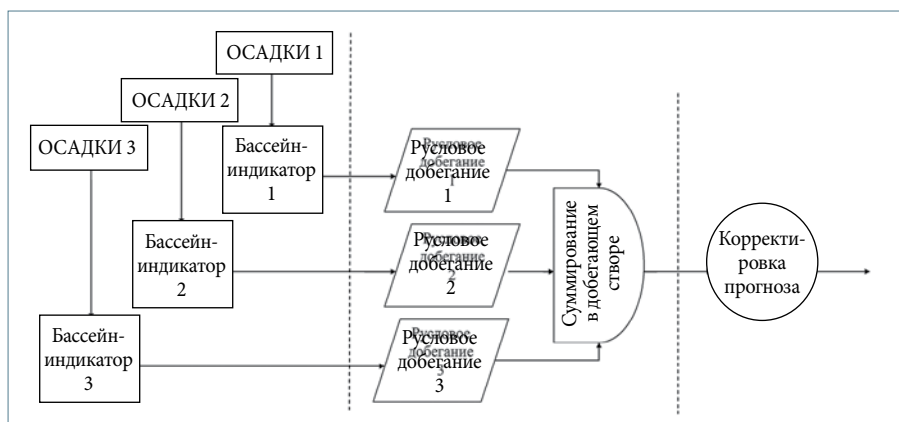 ОСАДКИ 1
ОСАДКИ 2
ОСАДКИ 3
Бассейн-
индикатор
1
Бассейн-
индикатор
2
Бассейн-
индикатор
3
Русловое
добегание
1
Русловое
добегание
2
Русловое
добегание
3
Суммирование
в добегающем
створе
Корректи-
ровка
прогноза